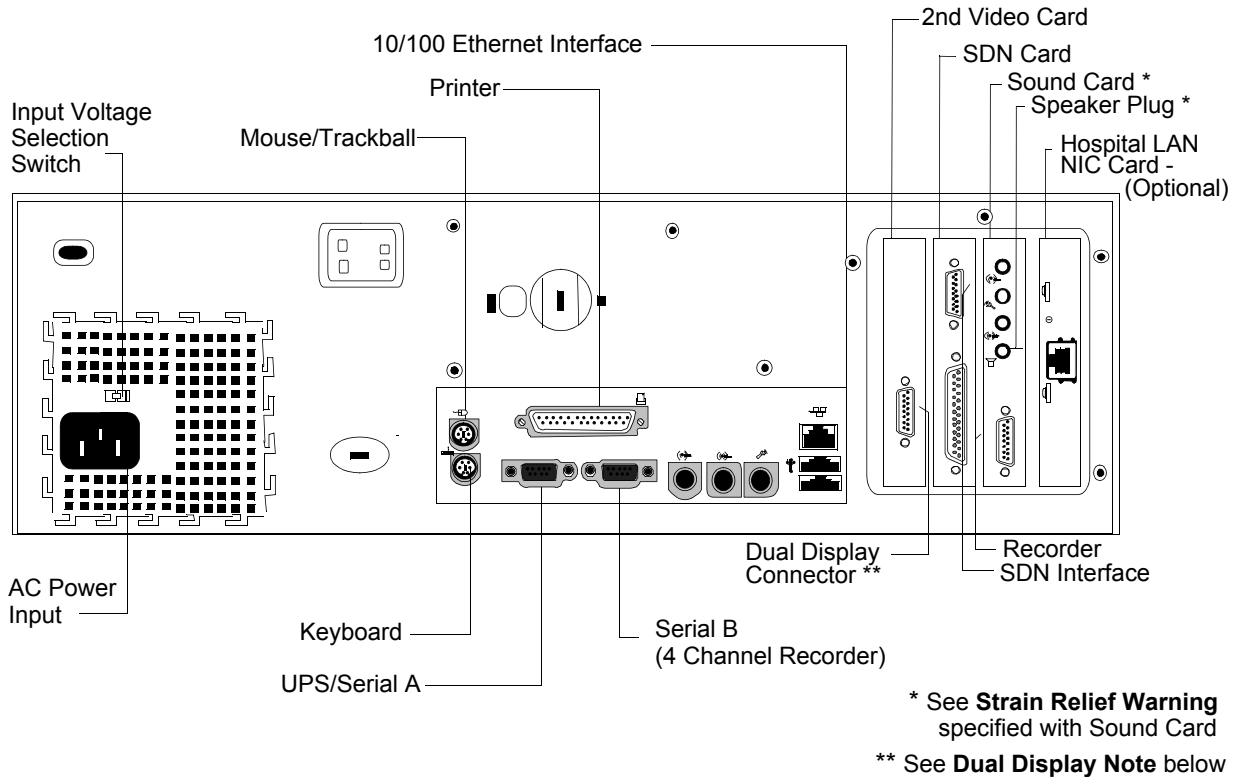 2nd Video Card
10/100 Ethernet Interface
SDN Card
Sound Card *
Speaker Plug *
Printer
Input Voltage
Selection
Switch
Mouse/Trackball
Hospital LAN
NIC Card -
(Optional)
Dual Display
Connector **
Recorder
SDN Interface
AC Power
Input
Keyboard
Serial B
(4 Channel Recorder)
UPS/Serial A
* See Strain Relief Warning
specified with Sound Card
** See Dual Display Note below